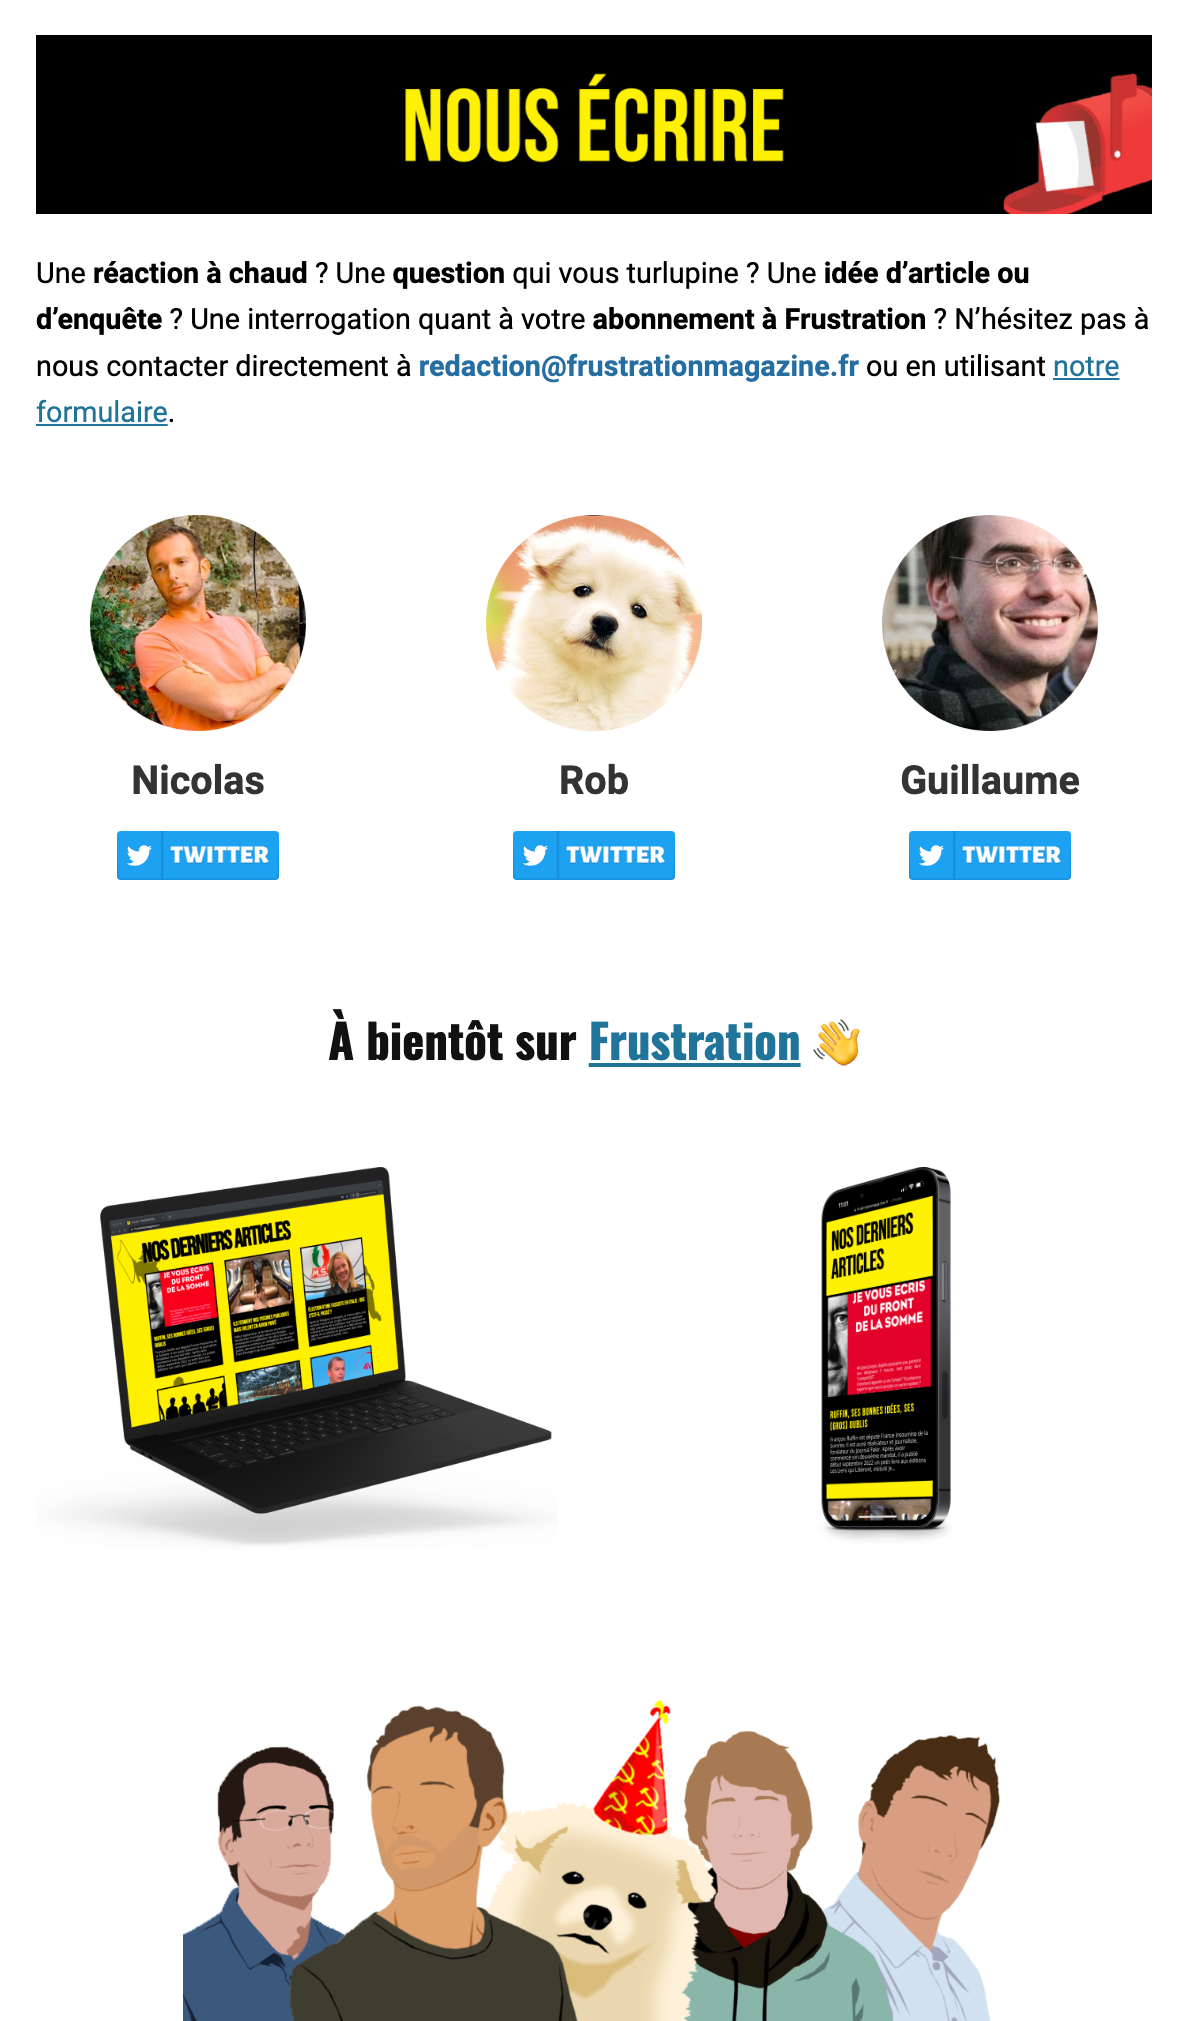 NOUS ÉCRIRE
Une réaction à chaud ? Une question qui vous turlupine ? Une idée d’article ou
d’enquête ? Une interrogation quant à votre abonnement à Frustration ? N’hésitez pas à
nous contacter directement à redaction@frustrationmagazine.fr ou en utilisant notre
formulaire.
Nicolas
Rob
Guillaume
TWITTER
TWITTER
TWITTER
À bientôt sur Frustration 👋
NOS DERNIERS ARTICLES
JE VOUS ECRIS
DU FRONT
DE LA SOMME
RUFFIN, SES BONNES IDÉES, SES (GROS)
OUBLIS
NOS DERNIERS
ARTICLES
JE VOUS ECRIS
DU FRONT
DE LA SOMME
RUFFIN, SES BONNES IDÉES, SES
(GROS) OUBLIS